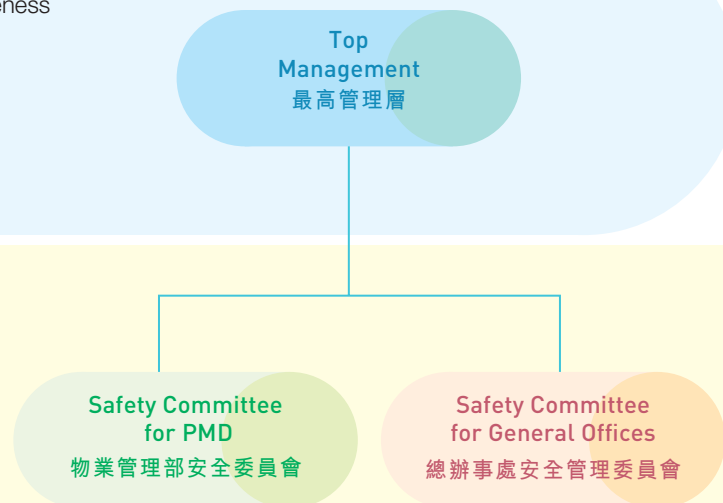 Top
Management
最高管理層
Safety Committee
for PMD
物業管理部安全委員會
Safety Committee
for General Offices
總辦事處安全管理委員會